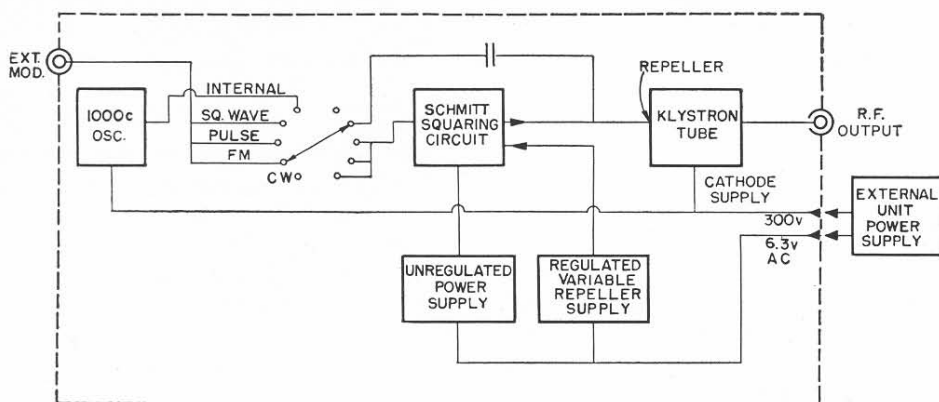 EXT.
MOD.
1000c
OSC.
INTERNAL
SQ. WAVE
PULSE
FM
CW
SCHMITT
SQUARING
CIRCUIT
REPELLER
KLYSTRON
TUBE
R.F.
OUTPUT
CATHODE
SUPPLY
300v
6.3v
AC
EXTERNAL
UNIT
POWER
SUPPLY
UNREGULATED
POWER
SUPPLY
REGULATED
VARIABLE
REPELLER
SUPPLY